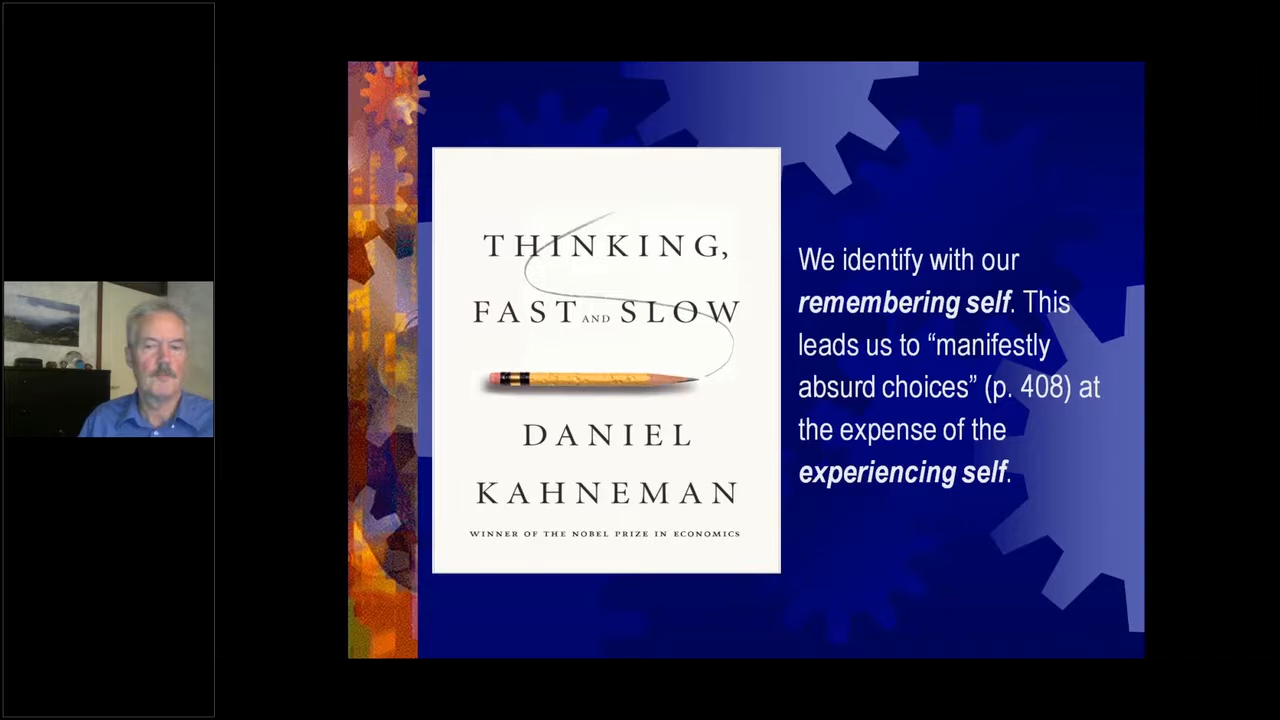 THINKING,
FAST AND SLOW
DANIEL
KAHNEMAN
WINNER OF THE NOBEL PRIZE IN ECONOMICS
We identify with our
remembering self. This
leads us to “manifestly
absurd choices” (p. 408) at
the expense of the
experiencing self.